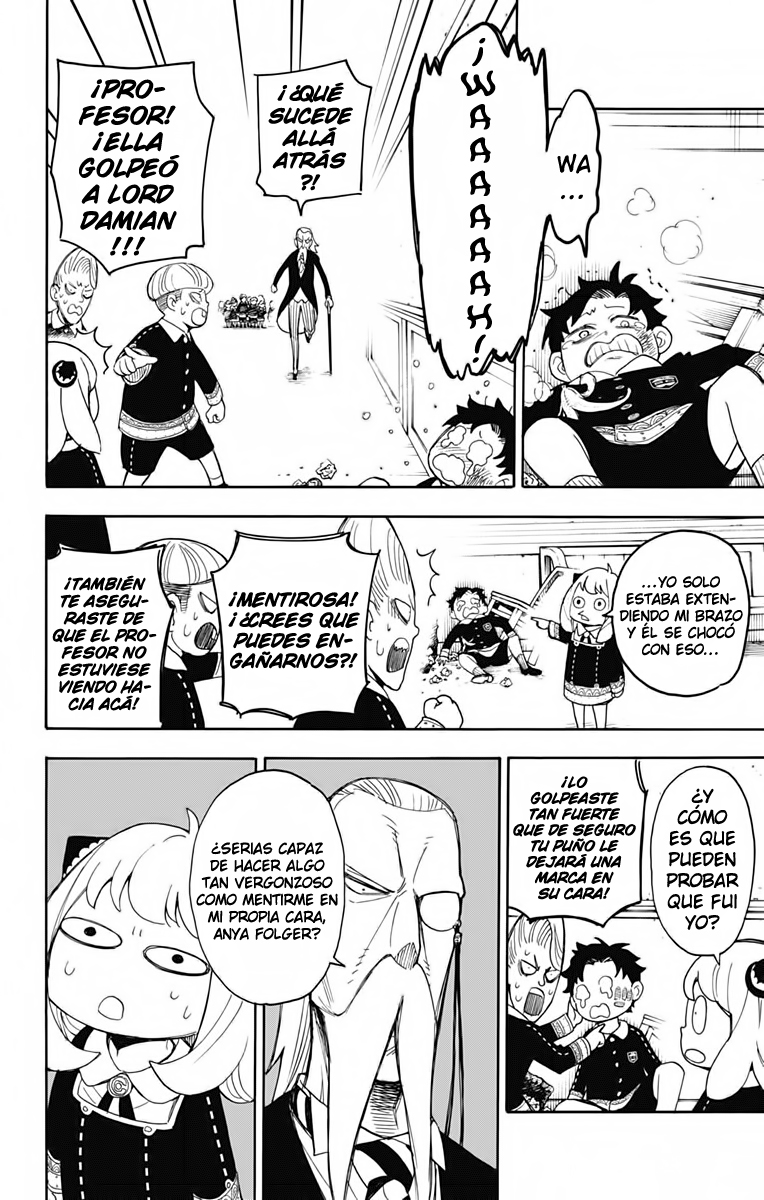 WA
...
¡
W
A
A
A
A
A
A
H
!
¡¿QUÉ
SUCEDE
ALLÁ
ATRÁS
?!
¡PRO-
FESOR!
¡ELLA
GOLPEÓ
A LORD
DAMIAN
!!!
...YO SOLO
ESTABA EXTEN-
DIENDO MI BRAZO
Y ÉL SE CHOCÓ
CON ESO...
¡MENTIROSA!
¡¿CREES QUE
PUEDES EN-
GAÑARNOS?!
¡TAMBIÉN
TE ASEGU-
RASTE DE
QUE EL PRO-
FESOR NO
ESTUVIESE
VIENDO HA-
CIA ACÁ!
¿Y
CÓMO
ES QUE
PUEDEN
PROBAR
QUE FUI
YO?
¡LO
GOLPEASTE
TAN FUERTE
QUE DE SEGURO
TU PUÑO LE
DEJARÁ UNA
MARCA EN
SU CARA!
¿SERIAS CAPAZ
DE HACER ALGO
TAN VERGONZOSO
COMO MENTIRME EN
MI PROPIA CARA,
ANYA FOLGER?